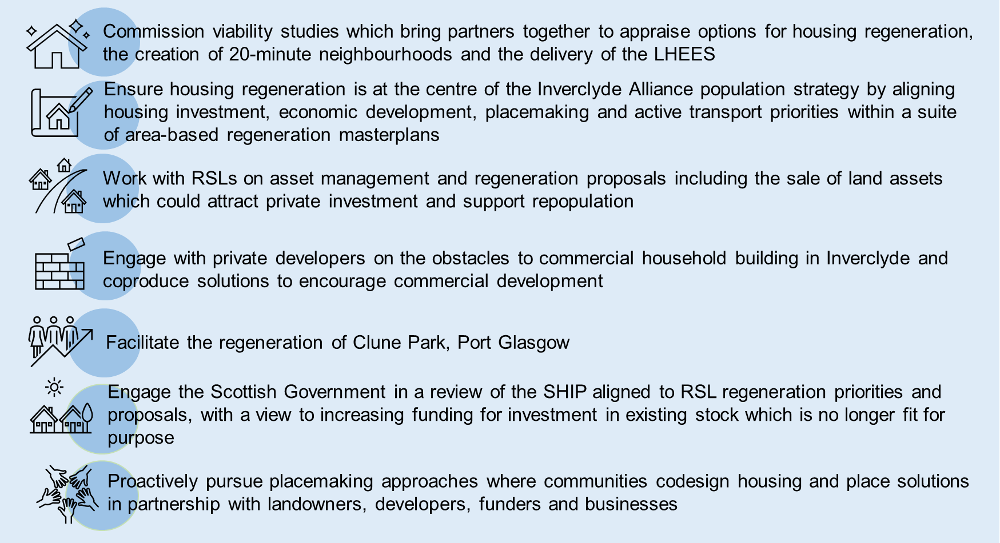 Commission viability studies which bring partners together to appraise options for housing regeneration,
the creation of 20-minute neighbourhoods and the delivery of the LHEES
Ensure housing regeneration is at the centre of the Inverclyde Alliance population strategy by aligning
housing investment, economic development, placemaking and active transport priorities within a suite
of area-based regeneration masterplans
Work with RSLs on asset management and regeneration proposals including the sale of land assets
which could attract private investment and support repopulation
Engage with private developers on the obstacles to commercial household building in Inverclyde and
coproduce solutions to encourage commercial development
Facilitate the regeneration of Clune Park, Port Glasgow
Engage the Scottish Government in a review of the SHIP aligned to RSL regeneration priorities and
proposals, with a view to increasing funding for investment in existing stock which is no longer fit for
purpose
Proactively pursue placemaking approaches where communities codesign housing and place solutions
in partnership with landowners, developers, funders and businesses